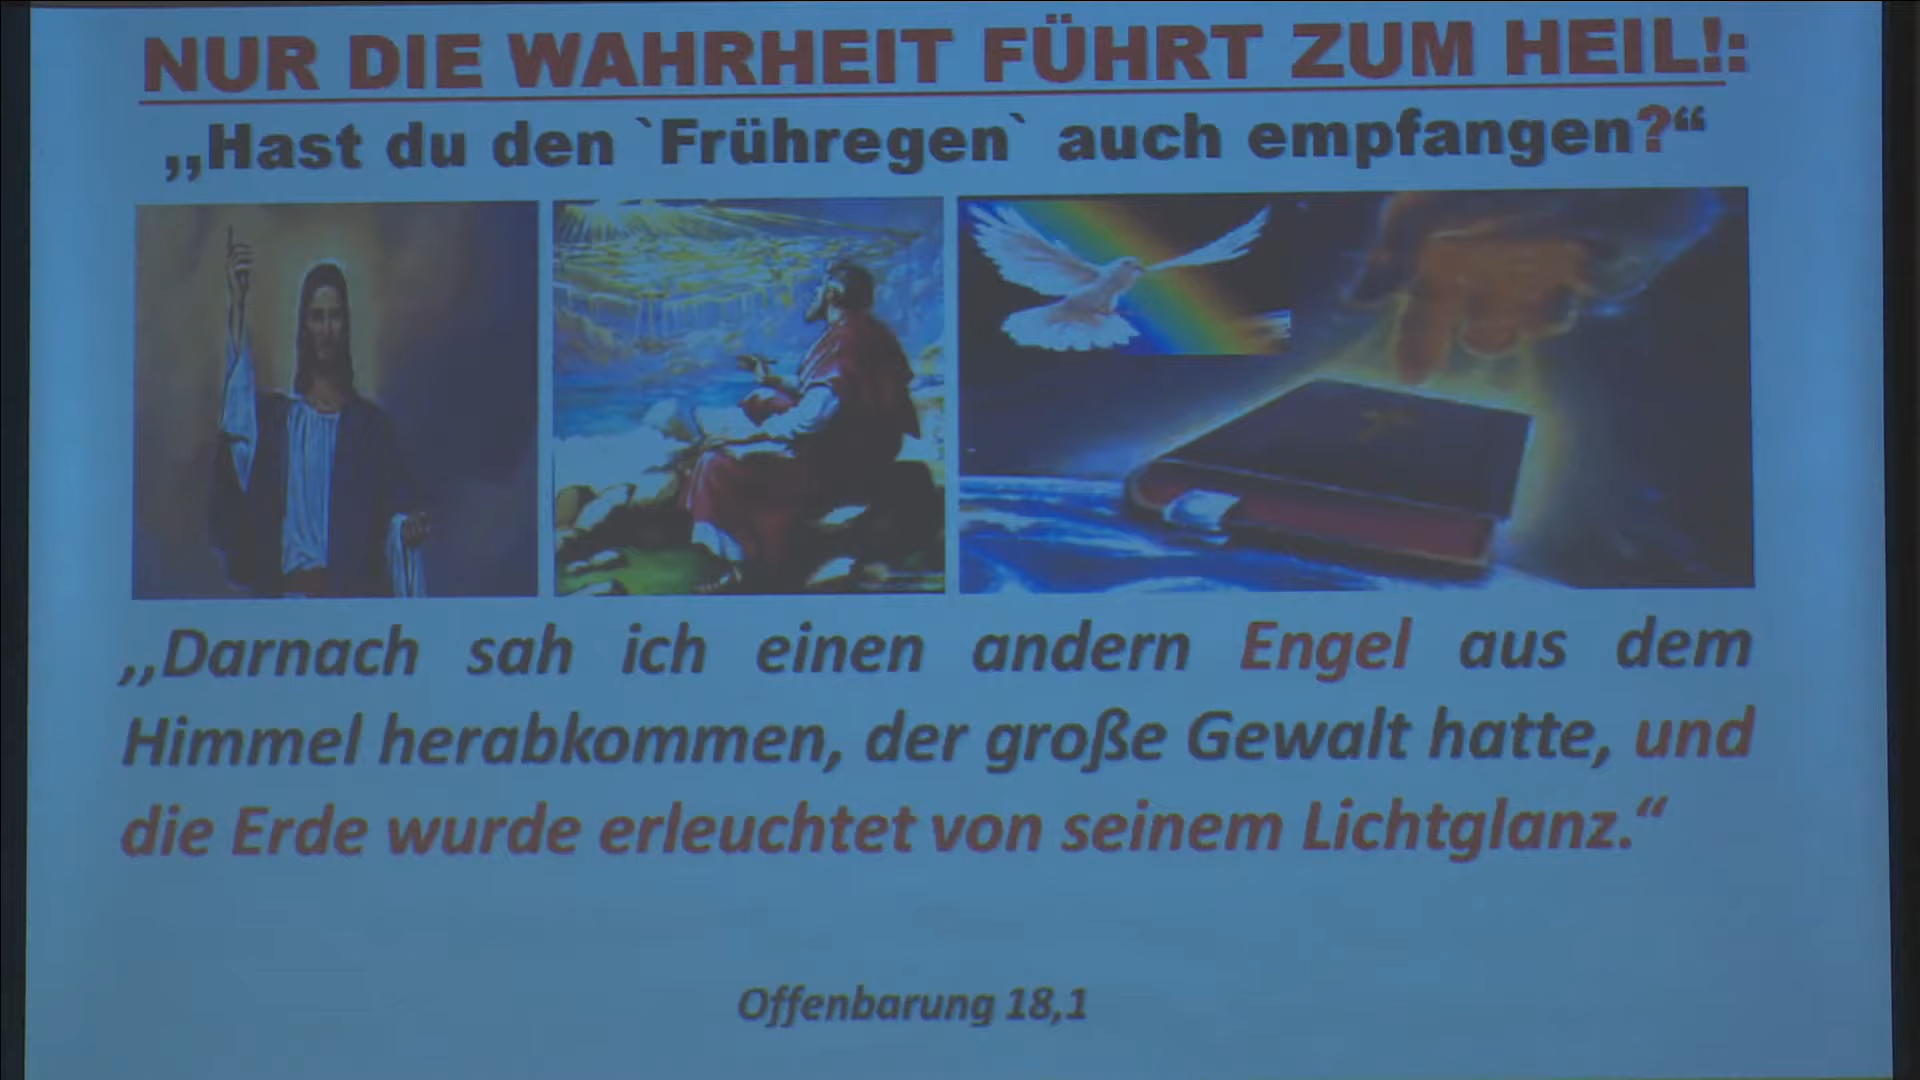 NUR DIE WAHRHEIT FÜHRT ZUM HEIL!:
,,Hast du den `Frühregen` auch empfangen?“
,,Darnach sah ich einen andern Engel aus dem
Himmel herabkommen, der große Gewalt hatte, und
die Erde wurde erleuchtet von seinem Lichtglanz.“
Offenbarung 18,1